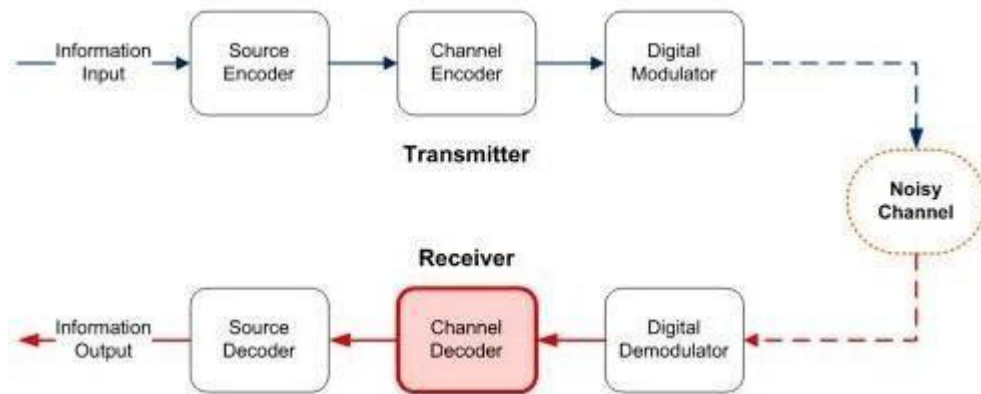 Information
Input
Source
Encoder
Channel
Encoder
Digital
Modulator
Transmitter
Noisy
Channel
Receiver
Information
Output
Source
Decoder
Channel
Decoder
Digital
Demodulator